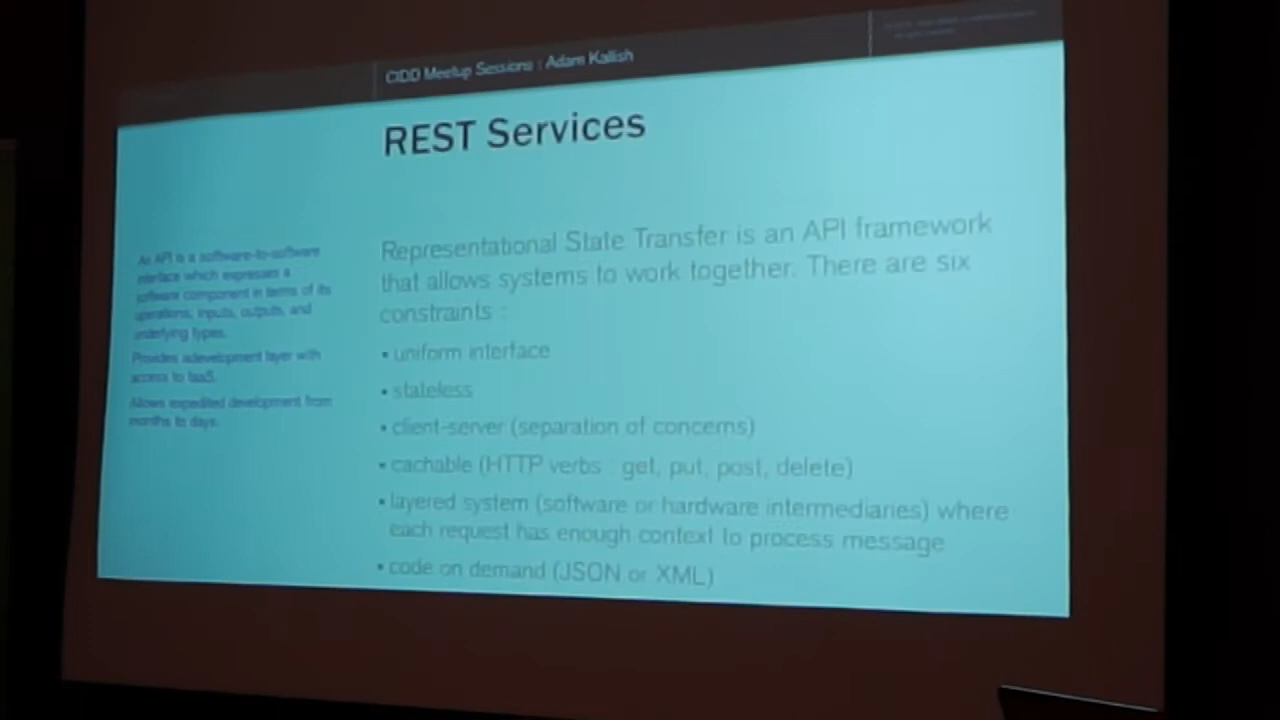 CIDD Meetup Sessions : Adam Kallish
REST Services
An API is a software-to-software
interface which expresses a
software component in terms of its
operations, inputs, outputs, and
underlying types.
Provides adevelopment layer with
access to IaaS.
Allows expedited development from
months to days.
Representational State Transfer is an API framework
that allows systems to work together. There are six
constraints :
• uniform interface
• stateless
• client-server (separation of concerns)
• cachable (HTTP verbs : get, put, post, delete)
• layered system (software or hardware intermediaries) where
each request has enough context to process message
• code on demand (JSON or XML)